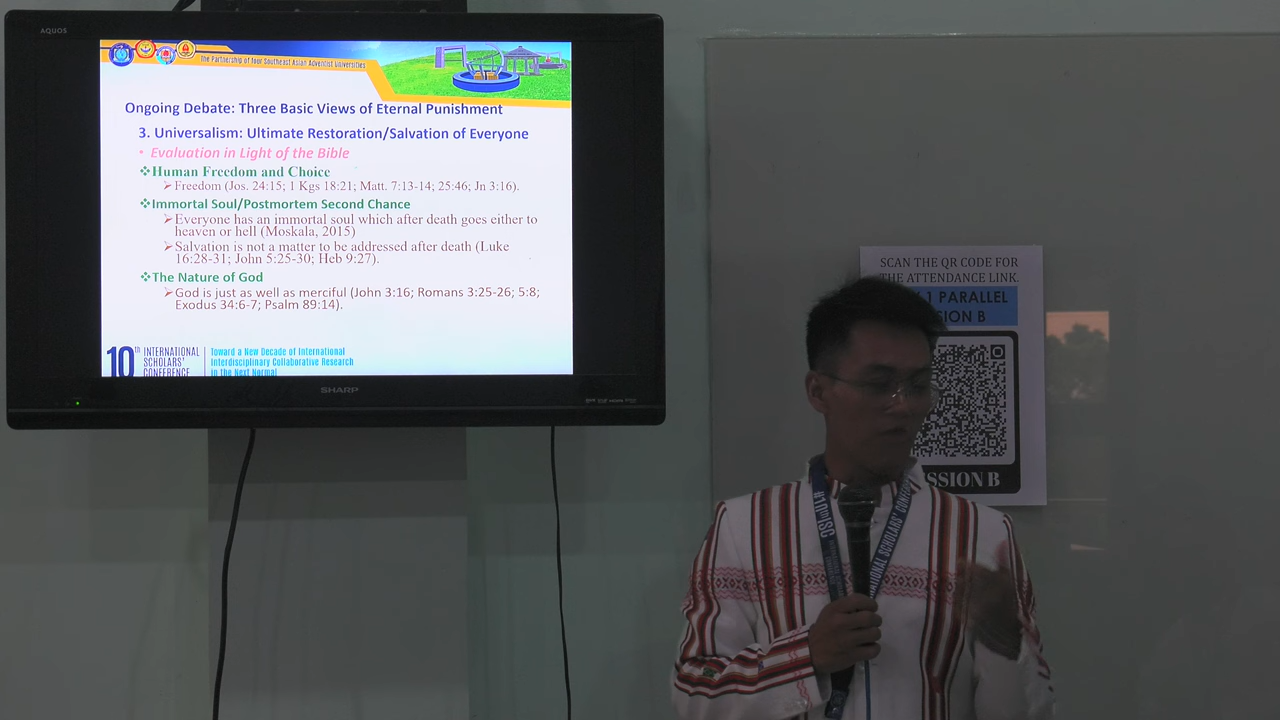 AQUOS
The Partnership of four Southeast Asian Adventist Universities
Ongoing Debate: Three Basic Views of Eternal Punishment
3. Universalism: Ultimate Restoration/Salvation of Everyone
• Evaluation in Light of the Bible
❖Human Freedom and Choice
➢Freedom (Jos. 24:15; 1 Kgs 18:21; Matt. 7:13-14; 25:46; Jn 3:16).
❖Immortal Soul/Postmortem Second Chance
➢Everyone has an immortal soul which after death goes either to
heaven or hell (Moskala, 2015)
➢Salvation is not a matter to be addressed after death (Luke
16:28-31; John 5:25-30; Heb 9:27).
❖The Nature of God
➢God is just as well as merciful (John 3:16; Romans 3:25-26; 5:8;
Exodus 34:6-7; Psalm 89:14).
10th INTERNATIONAL
SCHOLARS'
CONFERENCE
Toward a New Decade of International
Interdisciplinary Collaborative Research
in the Next Normal
SHARP
SCAN THE QR CODE FOR
THE ATTENDANCE LINK.
1 PARALLEL
SION B
SSION B
#10thISC
NATIONAL SCHOLARS' CONFE